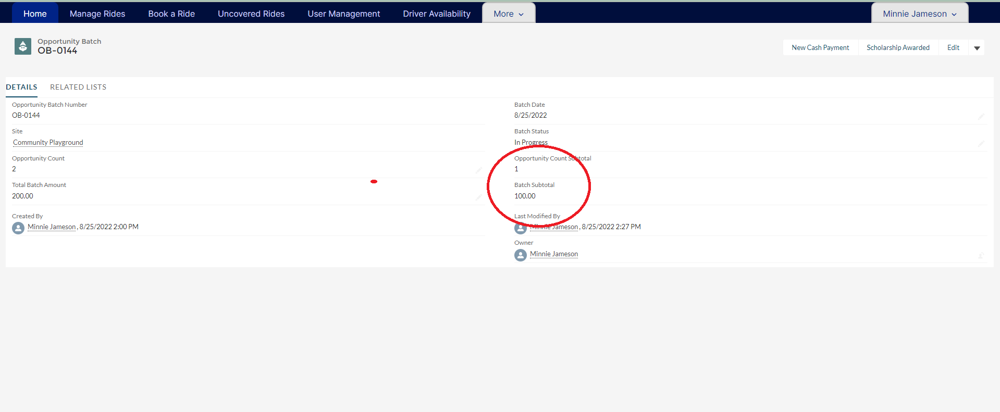 Home Manage Rides Book a Ride Uncovered Rides User Management Driver Availability More Minnie Jameson
Opportunity Batch
OB-0144
New Cash Payment Scholarship Awarded Edit
DETAILS RELATED LISTS
Opportunity Batch Number
OB-0144
Batch Date
8/25/2022
Site
Community Playground
Batch Status
In Progress
Opportunity Count
2
Opportunity Count Subtotal
1
Total Batch Amount
200.00
Batch Subtotal
100.00
Created By
Minnie Jameson, 8/25/2022 2:00 PM
Last Modified By
Minnie Jameson, 8/25/2022 2:27 PM
Owner
Minnie Jameson